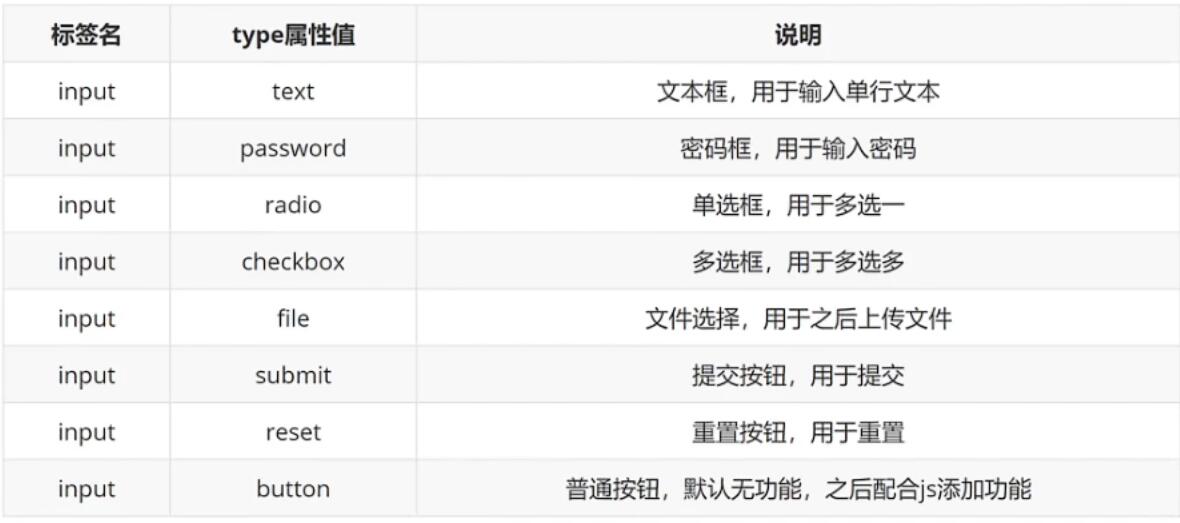 标签名 type属性值 说明
input text 文本框，用于输入单行文本
input password 密码框，用于输入密码
input radio 单选框，用于多选一
input checkbox 多选框，用于多选多
input file 文件选择，用于之后上传文件
input submit 提交按钮，用于提交
input reset 重置按钮，用于重置
input button 普通按钮，默认无功能，之后配合js添加功能